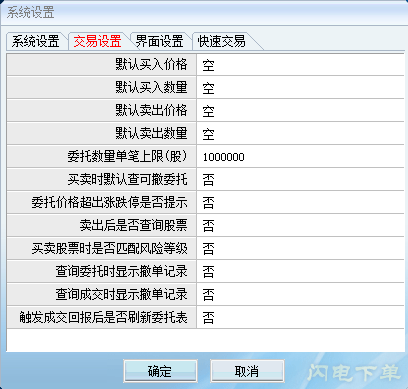 系统设置
系统设置 交易设置 界面设置 快速交易
默认买入价格 空
默认买入数量 空
默认卖出价格 空
默认卖出数量 空
委托数量单笔上限(股) 1000000
买卖时默认查可撤委托 否
委托价格超出涨跌停是否提示 否
卖出后是否查询股票 否
买卖股票时是否匹配风险等级 否
查询委托时显示撤单记录 否
查询成交时显示撤单记录 否
触发成交回报后是否刷新委托表 否
确定 取消 闪电下单